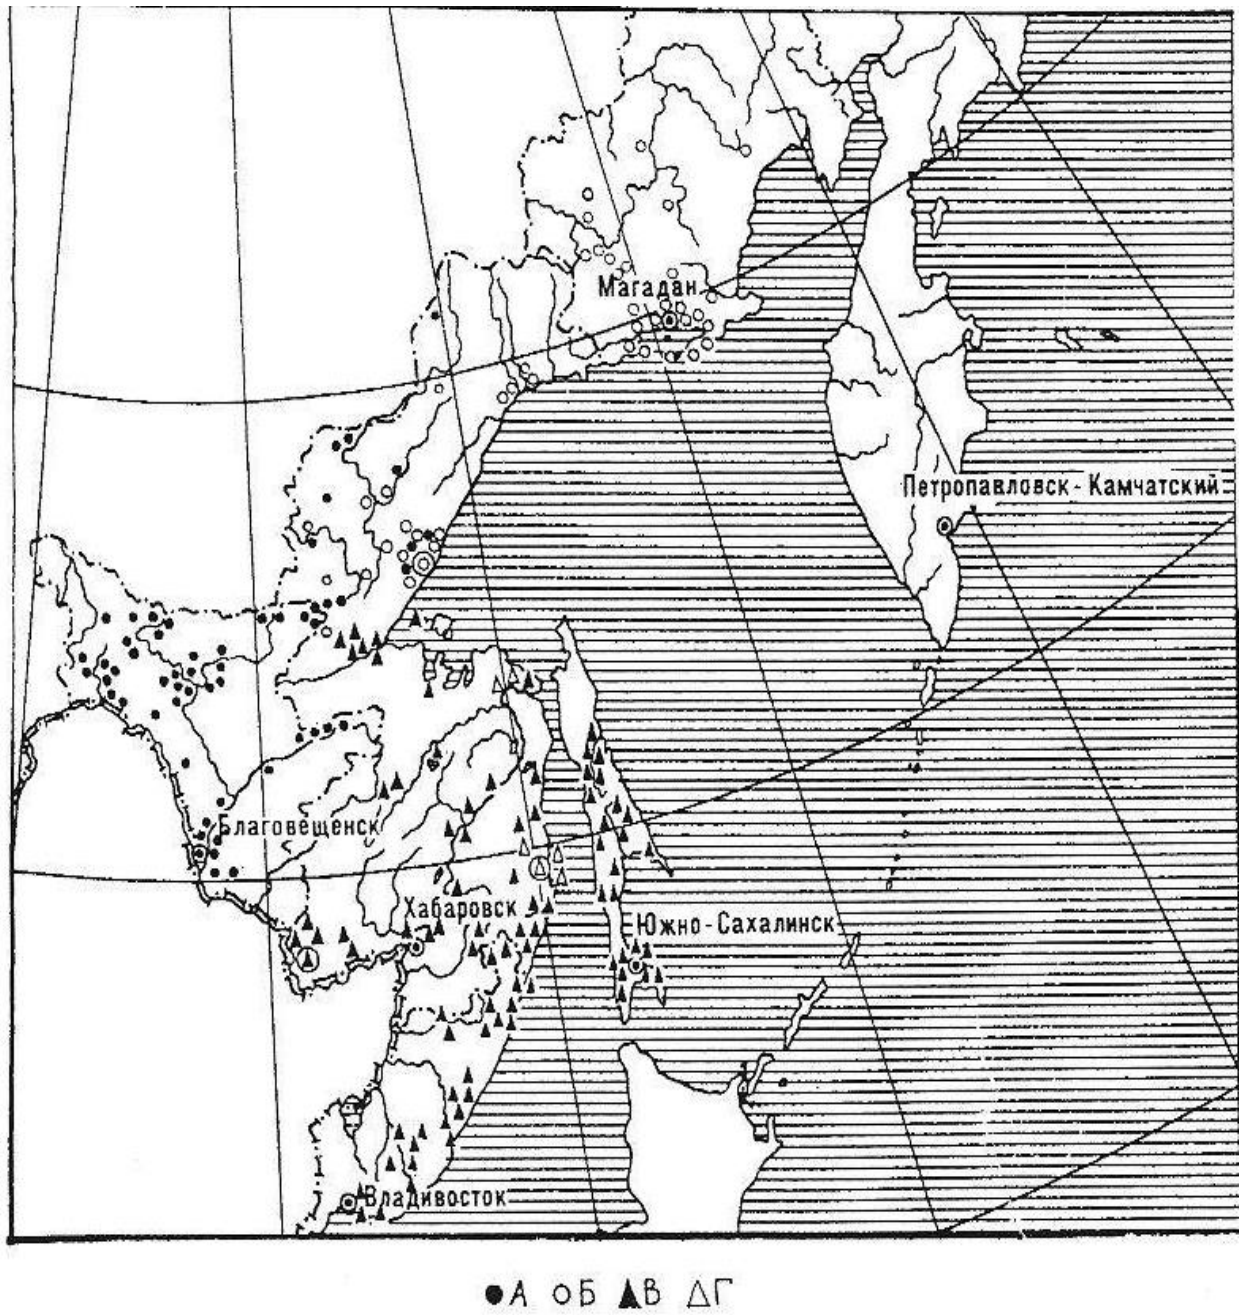 Магадан
Петропавловск-Камчатский
Благовещенск
Хабаровск
Южно-Сахалинск
Владивосток
А Б В Г